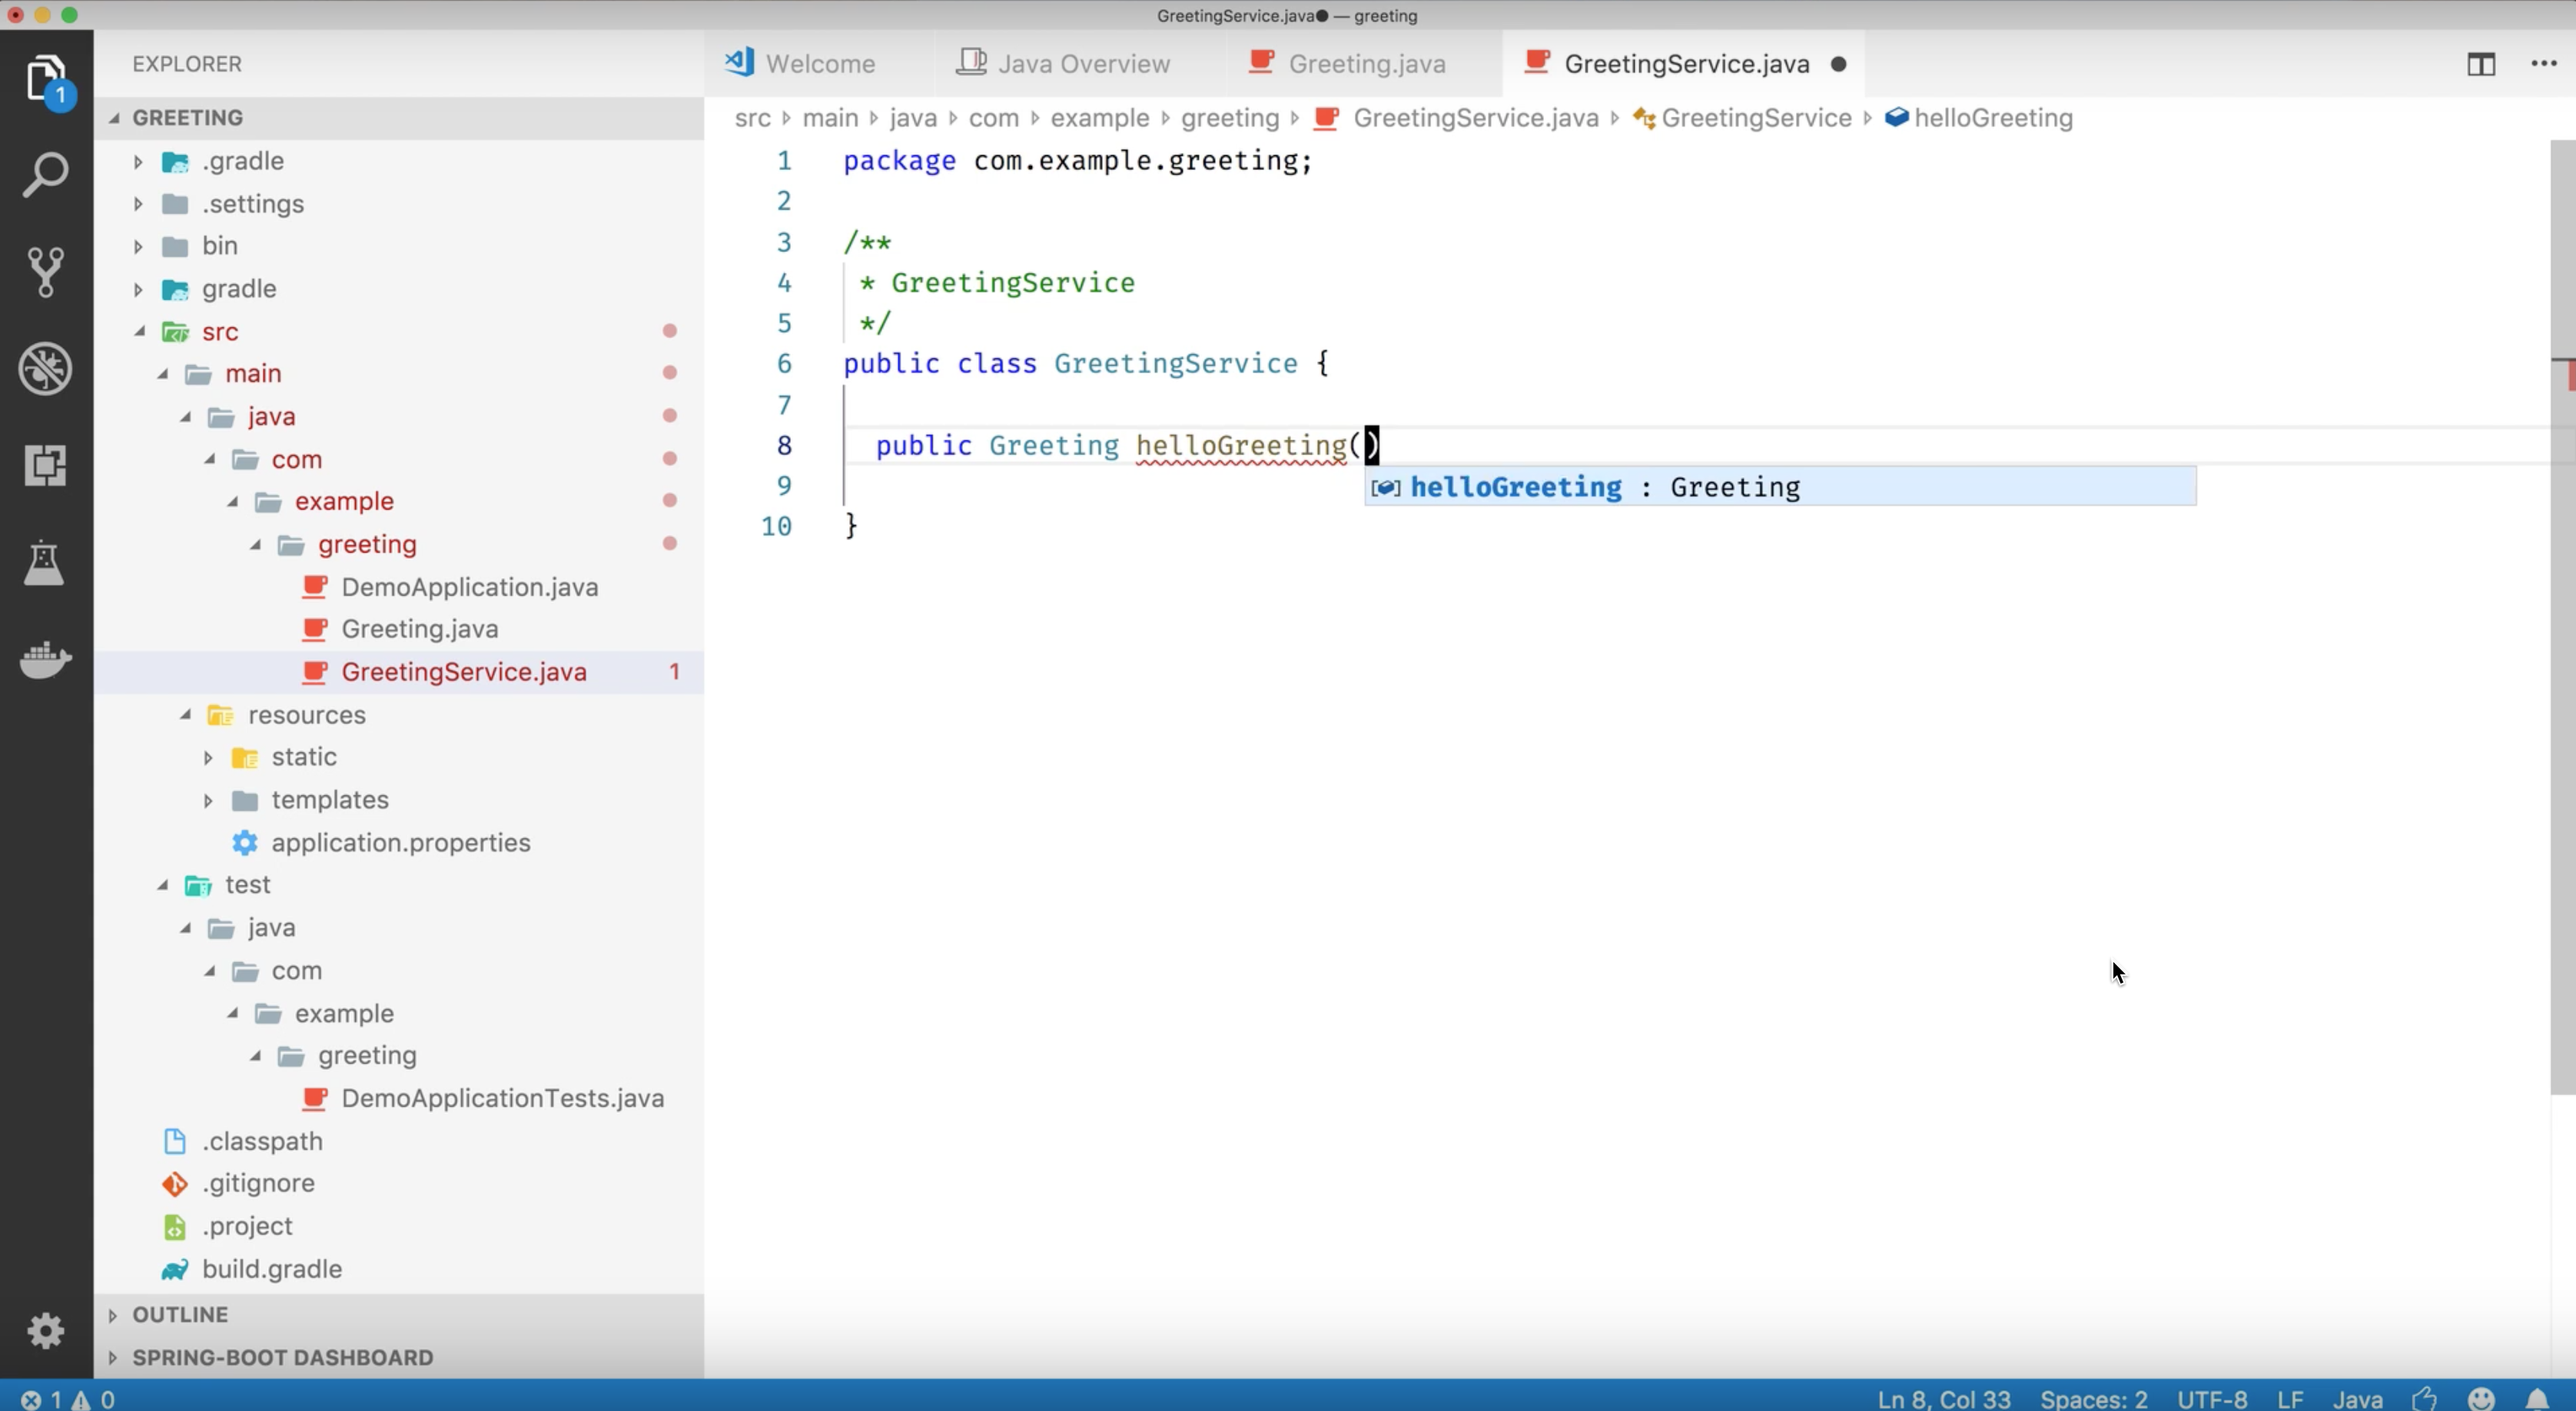 GreetingService.java● — greeting
EXPLORER
Welcome
Java Overview
Greeting.java
GreetingService.java ●
1
GREETING
.gradle
.settings
bin
gradle
src
main
java
com
example
greeting
DemoApplication.java
Greeting.java
GreetingService.java 1
resources
static
templates
application.properties
test
java
com
example
greeting
DemoApplicationTests.java
.classpath
.gitignore
.project
build.gradle
OUTLINE
SPRING-BOOT DASHBOARD
src main java com example greeting GreetingService.java GreetingService helloGreeting
1 package com.example.greeting;
2
3 /**
4 * GreetingService
5 */
6 public class GreetingService {
7
8 public Greeting helloGreeting()
helloGreeting : Greeting
9
10 }
1 0
Ln 8, Col 33 Spaces: 2 UTF-8 LF Java